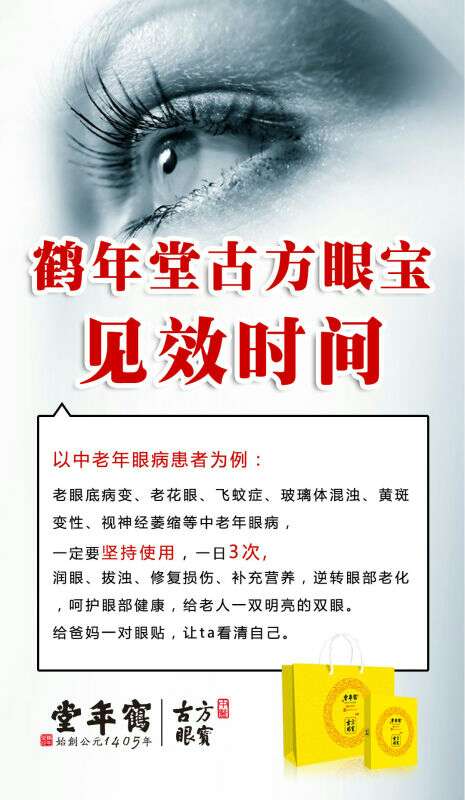 鹤年堂古方眼宝
见效时间
以中老年眼病患者为例：
老眼底病变、老花眼、飞蚊症、玻璃体混浊、黄斑
变性、视神经萎缩等中老年眼病，
一定要坚持使用，一日3次，
润眼、拔浊、修复损伤、补充营养，逆转眼部老化
，呵护眼部健康，给老人一双明亮的双眼。
给爸妈一对眼贴，让ta看清自己。
堂年鶴
始創公元1405年
古方
眼寳